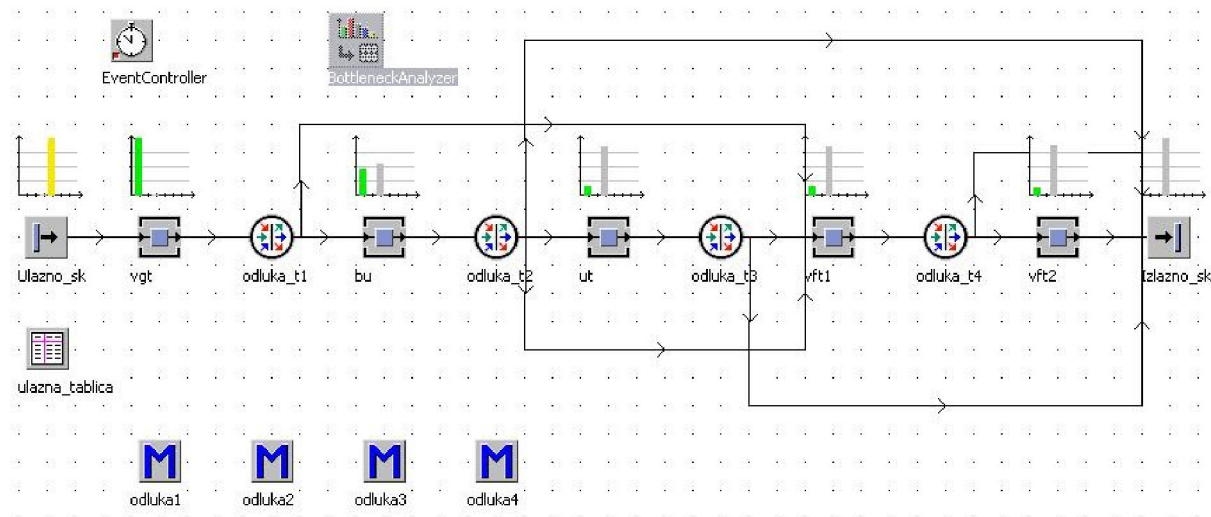 EventController
BottleneckAnalyzer
Ulazno_sk
vgt
odluka_t1
bu
odluka_t2
ut
odluka_t3
vft1
odluka_t4
vft2
Izlazno_sk
ulazna_tablica
M
M
M
M
odluka1
odluka2
odluka3
odluka4